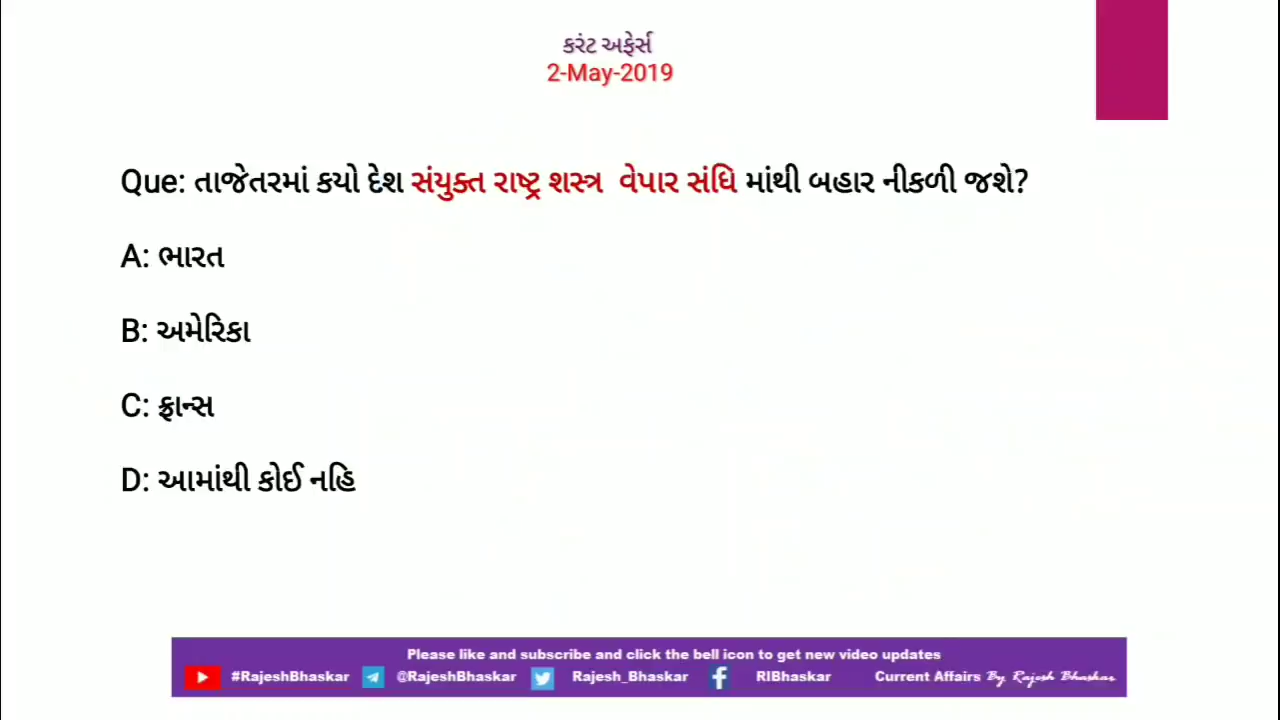 કરંટ અફેર્સ
2-May-2019
Que: તાજેતરમાં કયો દેશ સંયુક્ત રાષ્ટ્ર શસ્ત્ર વેપાર સંધિ માંથી બહાર નીકળી જશે?
A: ભારત
B: અમેરિકા
C: ફ્રાન્સ
D: આમાંથી કોઈ નહિ
Please like and subscribe and click the bell icon to get new video updates
#RajeshBhaskar @RajeshBhaskar Rajesh_Bhaskar RIBhaskar Current Affairs By Rajesh Bhaskar